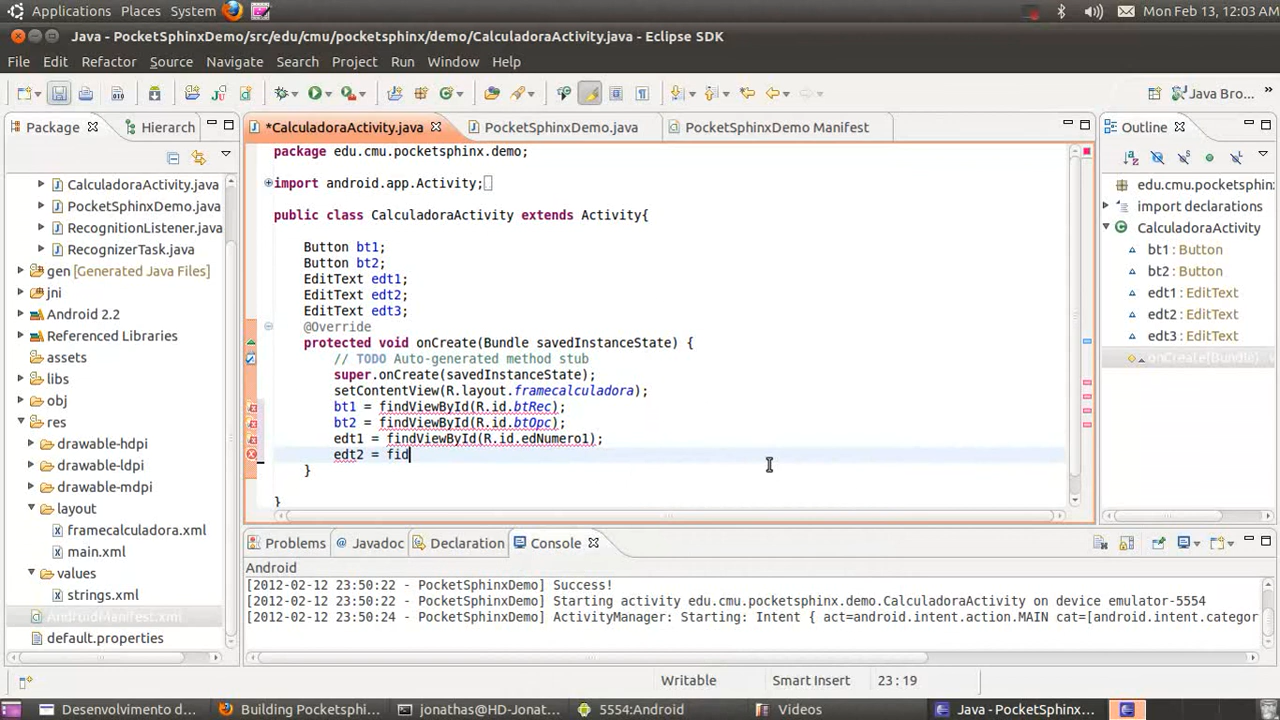 Applications Places System Mon Feb 13, 12:03 AM
Java - PocketSphinxDemo/src/edu/cmu/pocketsphinx/demo/CalculadoraActivity.java - Eclipse SDK
File Edit Refactor Source Navigate Search Project Run Window Help
Java Bro...
Package Hierarch *CalculadoraActivity.java PocketSphinxDemo.java PocketSphinxDemo Manifest Outline
CalculadoraActivity.java
PocketSphinxDemo.java
RecognitionListener.java
RecognizerTask.java
gen [Generated Java Files]
jni
Android 2.2
Referenced Libraries
assets
libs
obj
res
drawable-hdpi
drawable-ldpi
drawable-mdpi
layout
framecalculadora.xml
main.xml
values
strings.xml
AndroidManifest.xml
default.properties
package edu.cmu.pocketsphinx.demo;
import android.app.Activity;
public class CalculadoraActivity extends Activity{
Button bt1;
Button bt2;
EditText edt1;
EditText edt2;
EditText edt3;
@Override
protected void onCreate(Bundle savedInstanceState) {
// TODO Auto-generated method stub
super.onCreate(savedInstanceState);
setContentView(R.layout.framecalculadora);
bt1 = findViewById(R.id.btRec);
bt2 = findViewById(R.id.btOpc);
edt1 = findViewById(R.id.edNumero1);
edt2 = fid
}
}
edu.cmu.pocketsphin
import declarations
CalculadoraActivity
bt1 : Button
bt2 : Button
edt1 : EditText
edt2 : EditText
edt3 : EditText
onCreate(Bundle) : v
Problems Javadoc Declaration Console
Android
[2012-02-12 23:50:22 - PocketSphinxDemo] Success!
[2012-02-12 23:50:22 - PocketSphinxDemo] Starting activity edu.cmu.pocketsphinx.demo.CalculadoraActivity on device emulator-5554
[2012-02-12 23:50:24 - PocketSphinxDemo] ActivityManager: Starting: Intent { act=android.intent.action.MAIN cat=[android.intent.categor
Writable Smart Insert 23 : 19
Desenvolvimento d... Building Pocketsphi... jonathas@HD-Jonat... 5554:Android Videos Java - PocketSphinx...